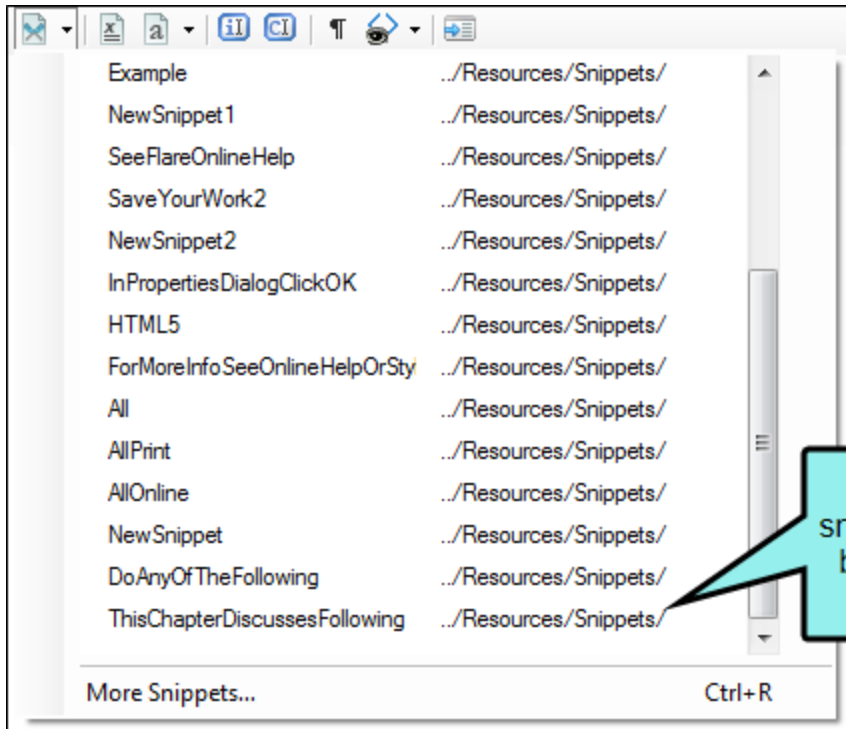 Example ../Resources/Snippets/
NewSnippet1 ../Resources/Snippets/
SeeFlareOnlineHelp ../Resources/Snippets/
SaveYourWork2 ../Resources/Snippets/
NewSnippet2 ../Resources/Snippets/
InPropertiesDialogClickOK ../Resources/Snippets/
HTML5 ../Resources/Snippets/
ForMoreInfoSeeOnlineHelpOrSty ../Resources/Snippets/
All ../Resources/Snippets/
AllPrint ../Resources/Snippets/
AllOnline ../Resources/Snippets/
NewSnippet ../Resources/Snippets/
DoAnyOfTheFollowing ../Resources/Snippets/
ThisChapterDiscussesFollowing ../Resources/Snippets/
More Snippets... Ctrl+R